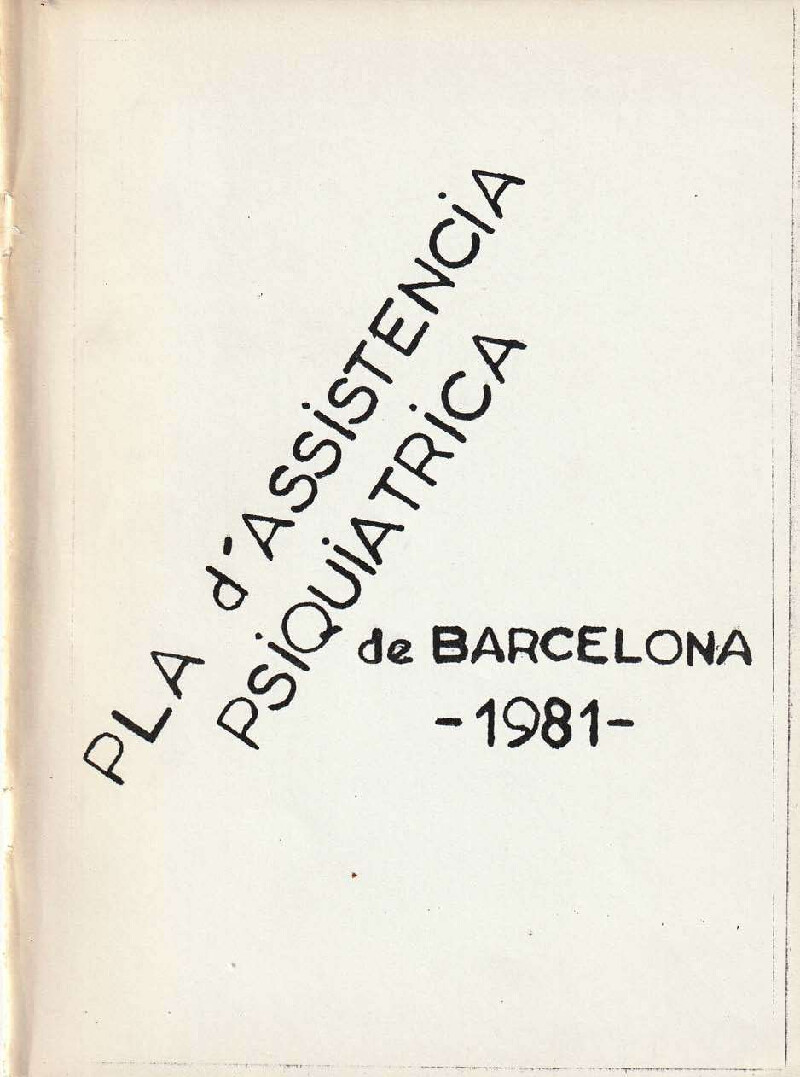 PLA d'ASSISTENCIA
PSIQUIATRICA
de BARCELONA
-1981-